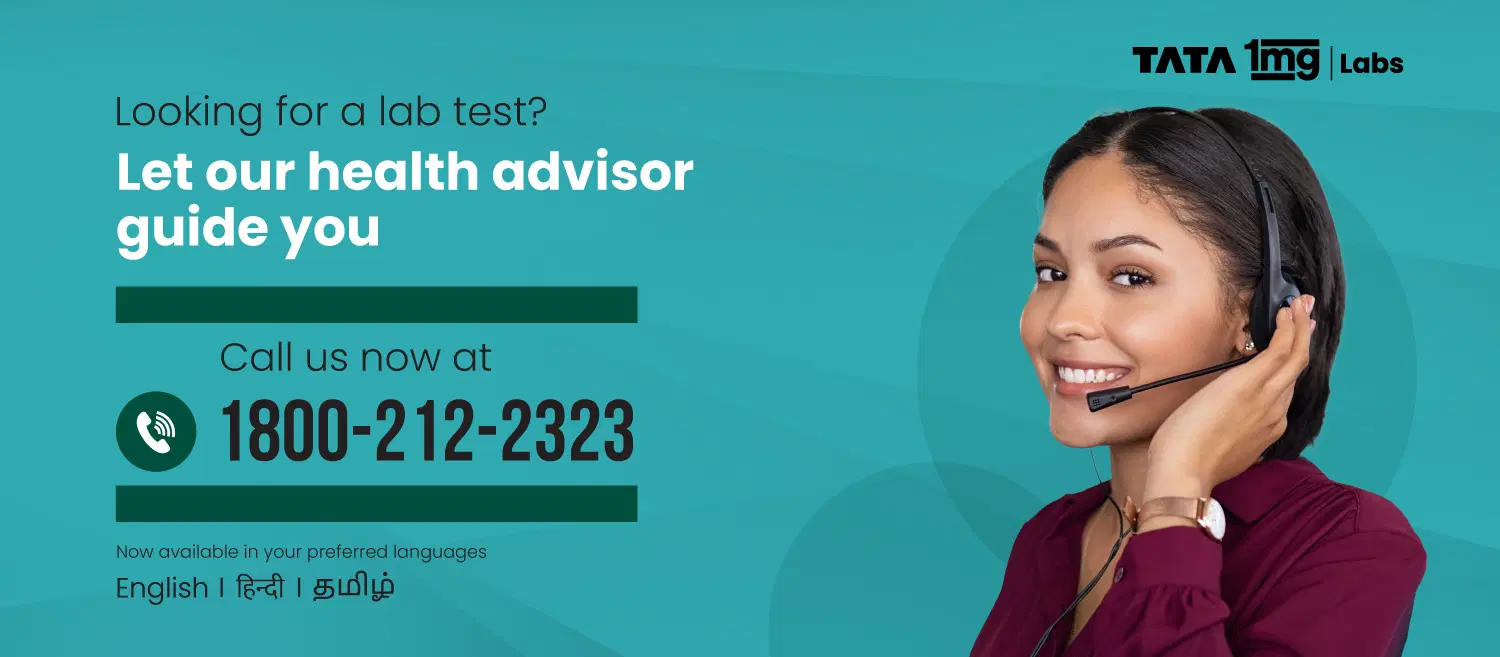 TATA 1mg | Labs
Looking for a lab test?
Let our health advisor
guide you
Call us now at
1800-212-2323
Now available in your preferred languages
English | हिन्दी | தமிழ்